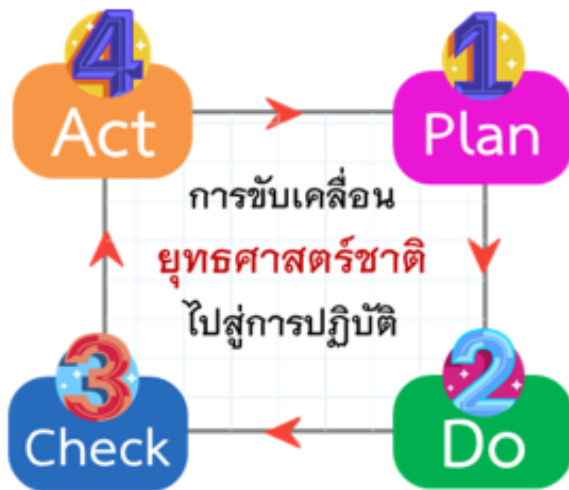 4
Act
1
Plan
การขับเคลื่อน
ยุทธศาสตร์ชาติ
ไปสู่การปฏิบัติ
3
Check
2
Do